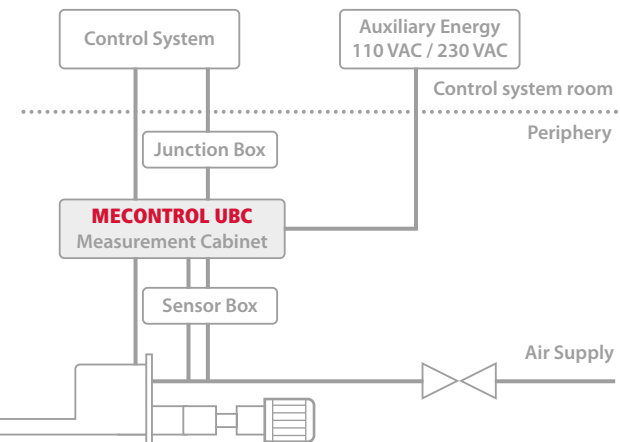 Control System
Auxiliary Energy
110 VAC / 230 VAC
Control system room
Periphery
Junction Box
MECONTROL UBC
Measurement Cabinet
Sensor Box
Air Supply